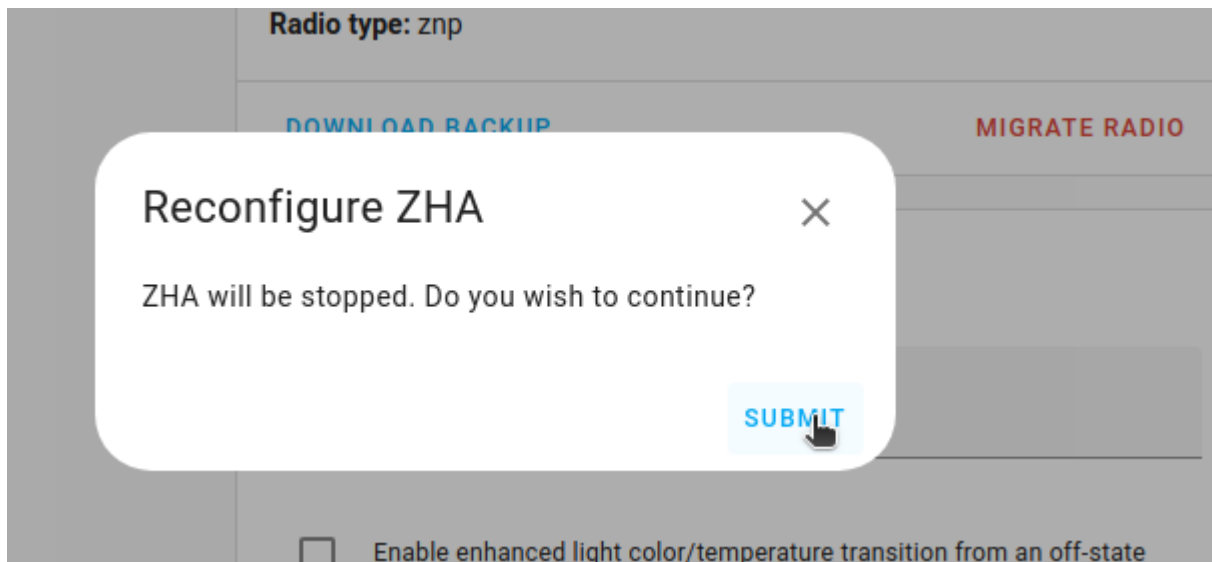 Radio type: znp
DOWNLOAD BACKUP
MIGRATE RADIO
Reconfigure ZHA
ZHA will be stopped. Do you wish to continue?
SUBMIT
Enable enhanced light color/temperature transition from an off-state